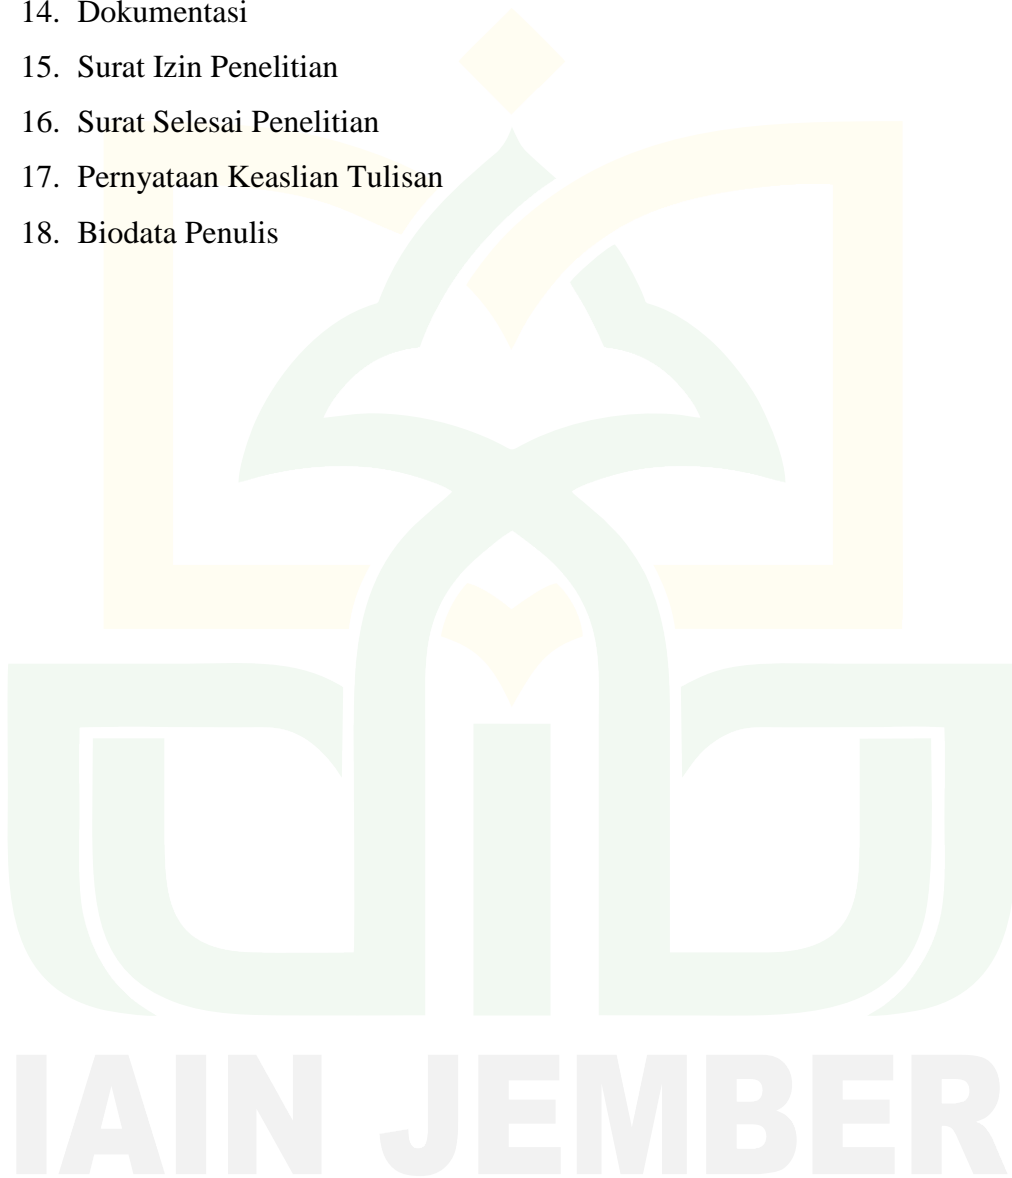 14. Dokumentasi
15. Surat Izin Penelitian
16. Surat Selesai Penelitian
17. Pernyataan Keaslian Tulisan
18. Biodata Penulis
IAIN JEMBER